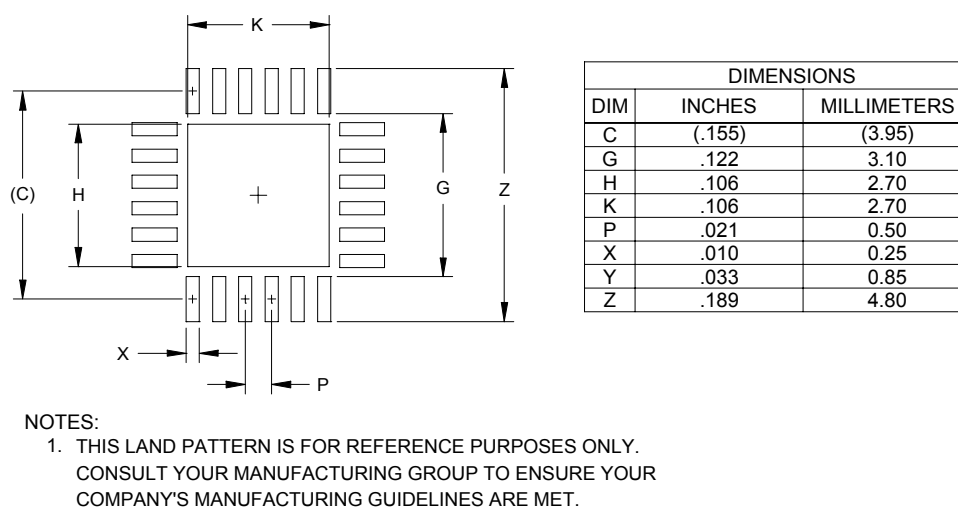 K
(C)
H
G
Z
X
P
DIMENSIONS
DIM INCHES MILLIMETERS
C (.155) (3.95)
G .122 3.10
H .106 2.70
K .106 2.70
P .021 0.50
X .010 0.25
Y .033 0.85
Z .189 4.80
NOTES:
1. THIS LAND PATTERN IS FOR REFERENCE PURPOSES ONLY.
CONSULT YOUR MANUFACTURING GROUP TO ENSURE YOUR
COMPANY'S MANUFACTURING GUIDELINES ARE MET.